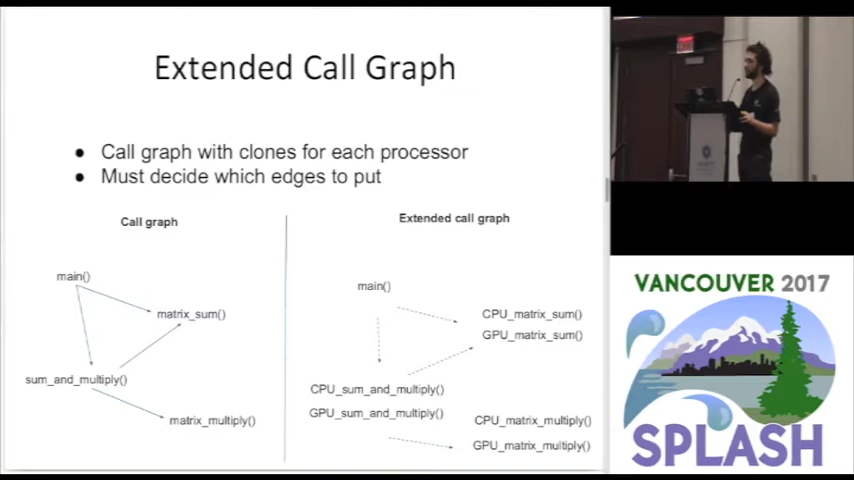 Extended Call Graph
● Call graph with clones for each processor
● Must decide which edges to put
Call graph
main()
matrix_sum()
sum_and_multiply()
matrix_multiply()
Extended call graph
main()
CPU_matrix_sum()
GPU_matrix_sum()
CPU_sum_and_multiply()
GPU_sum_and_multiply()
CPU_matrix_multiply()
GPU_matrix_multiply()
VANCOUVER 2017
SPLASH